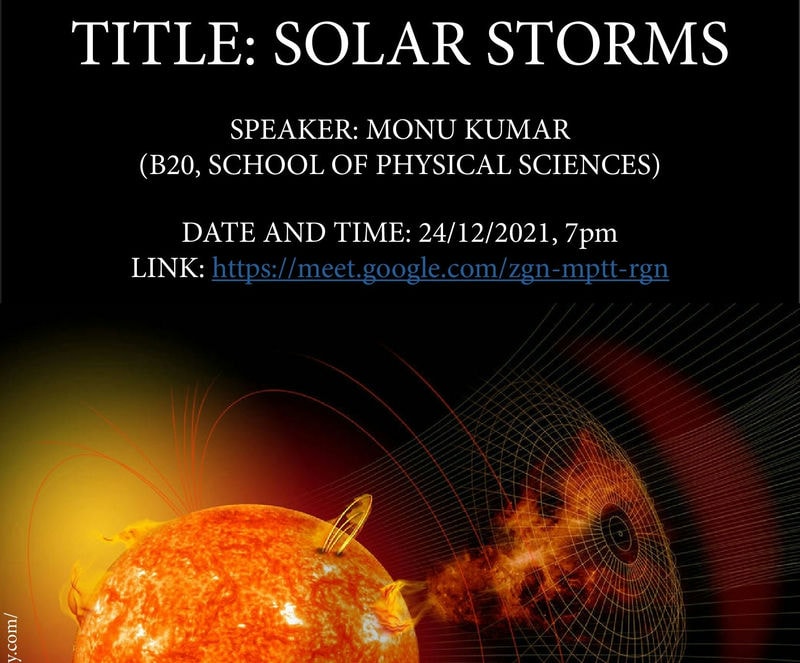 TITLE: SOLAR STORMS
SPEAKER: MONU KUMAR
(B20, SCHOOL OF PHYSICAL SCIENCES)
DATE AND TIME: 24/12/2021, 7pm
LINK: https://meet.google.com/zgn-mptt-rgn
y.com/